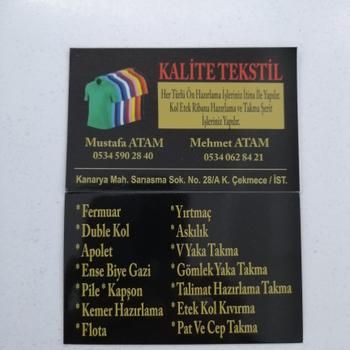 KALİTE TEKSTİL
Her Türlü Ön Hazırlama İşleriniz İtina İle Yapılır.
Kol Etek Ribana Hazırlama ve Takma Şerit
İşleriniz Yapılır.
Mustafa ATAM
0534 590 28 40
Mehmet ATAM
0534 062 84 21
Kanarya Mah. Sarıasma Sok. No. 28/A K. Çekmece / İST.
* Fermuar
* Duble Kol
* Apolet
* Ense Biye Gazi
* Pile * Kapşon
* Kemer Hazırlama
* Flota
* Yırtmaç
* Askılık
* V Yaka Takma
* Gömlek Yaka Takma
* Talimat Hazırlama Takma
* Etek Kol Kıvırma
* Pat Ve Cep Takma